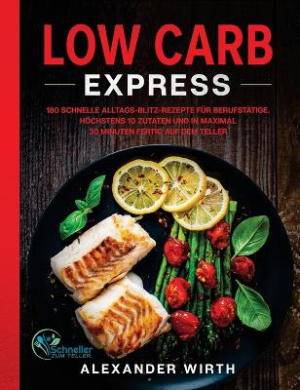 LOW CARB
EXPRESS
180 SCHNELLE ALLTAGS-BLITZ-REZEPTE FÜR BERUFSTÄTIGE.
HÖCHSTENS 10 ZUTATEN UND IN MAXIMAL
30 MINUTEN FERTIG AUF DEM TELLER
Schneller
ZUM TELLER
ALEXANDER WIRTH